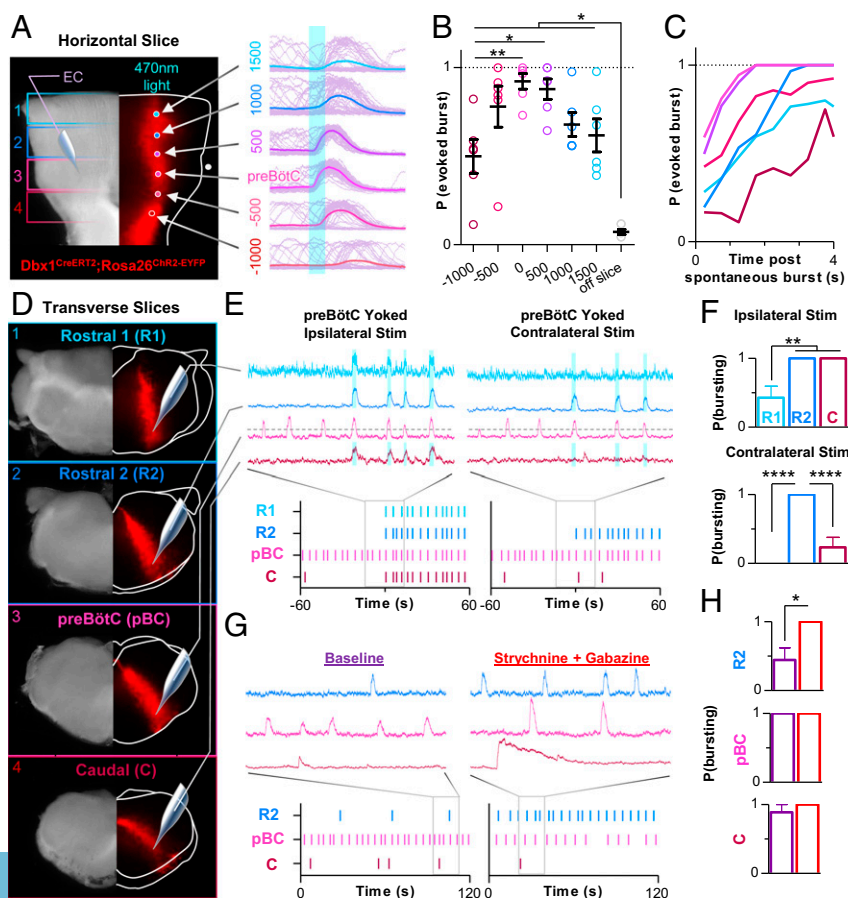 A
Horizontal Slice
EC
470nm
light
1
2
3
4
1500
1000
500
preBötC
-500
-1000
Dbx1CreERT2;Rosa26ChR2-EYFP
B
P (evoked burst)
1
0
*
*
**
-1000
-500
0
500
1000
1500
off slice
C
P (evoked burst)
1
0
0
4
Time post
spontaneous burst (s)
D
Transverse Slices
1
Rostral 1 (R1)
2
Rostral 2 (R2)
3
preBötC (pBC)
4
Caudal (C)
E
preBötC Yoked
Ipsilateral Stim
preBötC Yoked
Contralateral Stim
R1
R2
pBC
C
-60
Time (s)
60
-60
Time (s)
60
F
Ipsilateral Stim
P(bursting)
1
0
**
R1
R2
C
Contralateral Stim
P(bursting)
1
0
****
****
G
Baseline
Strychnine + Gabazine
R2
pBC
C
0
Time (s)
120
0
Time (s)
120
H
P(bursting)
R2
1
0
*
pBC
1
0
C
1
0